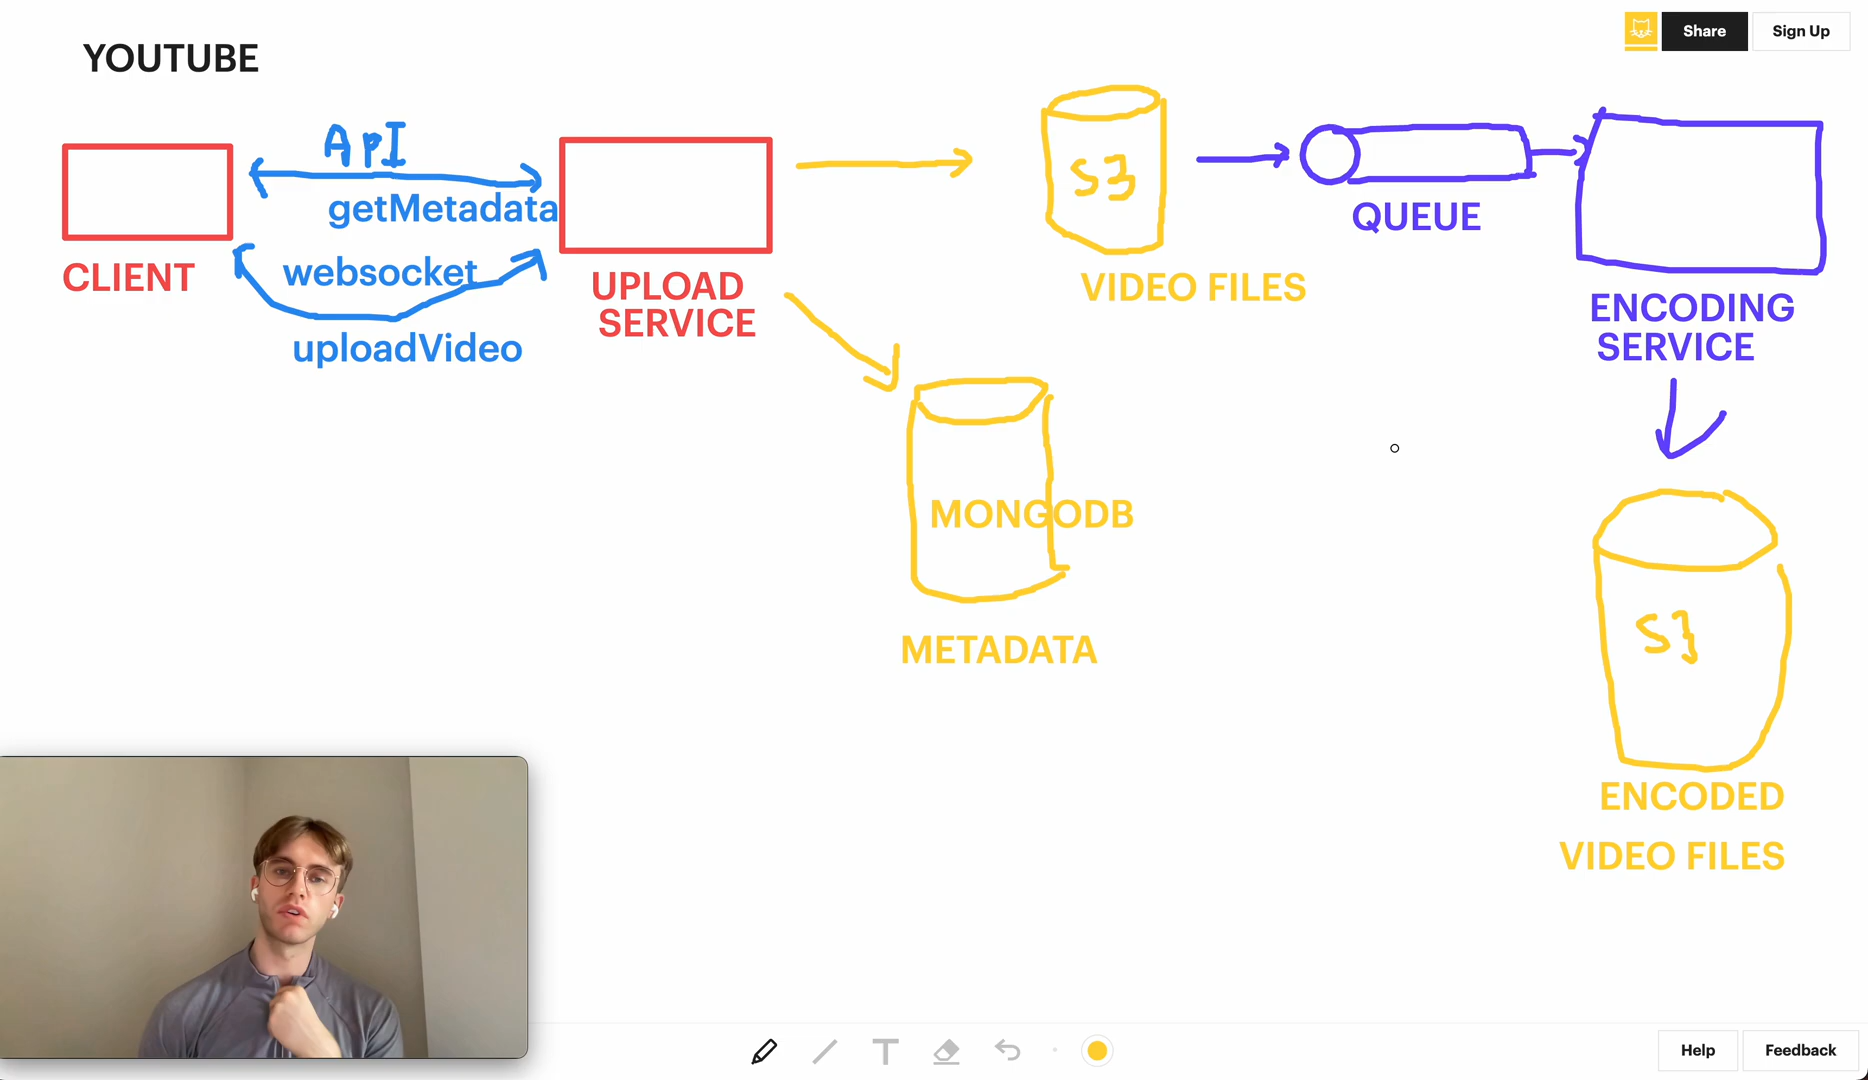 YOUTUBE
Share
Sign Up
API
getMetadata
CLIENT
websocket
uploadVideo
UPLOAD
SERVICE
S3
VIDEO FILES
QUEUE
ENCODING
SERVICE
MONGODB
METADATA
S3
ENCODED
VIDEO FILES
T
Help
Feedback